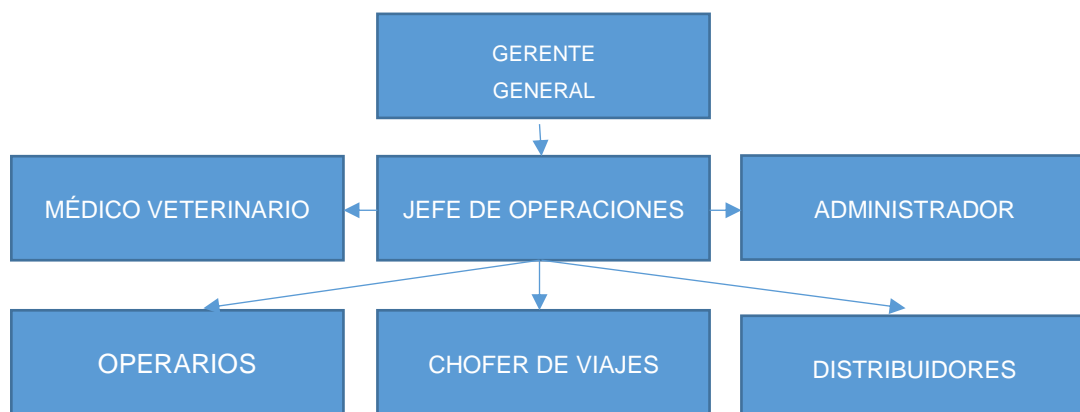 GERENTE
GENERAL
MÉDICO VETERINARIO
JEFE DE OPERACIONES
ADMINISTRADOR
OPERARIOS
CHOFER DE VIAJES
DISTRIBUIDORES